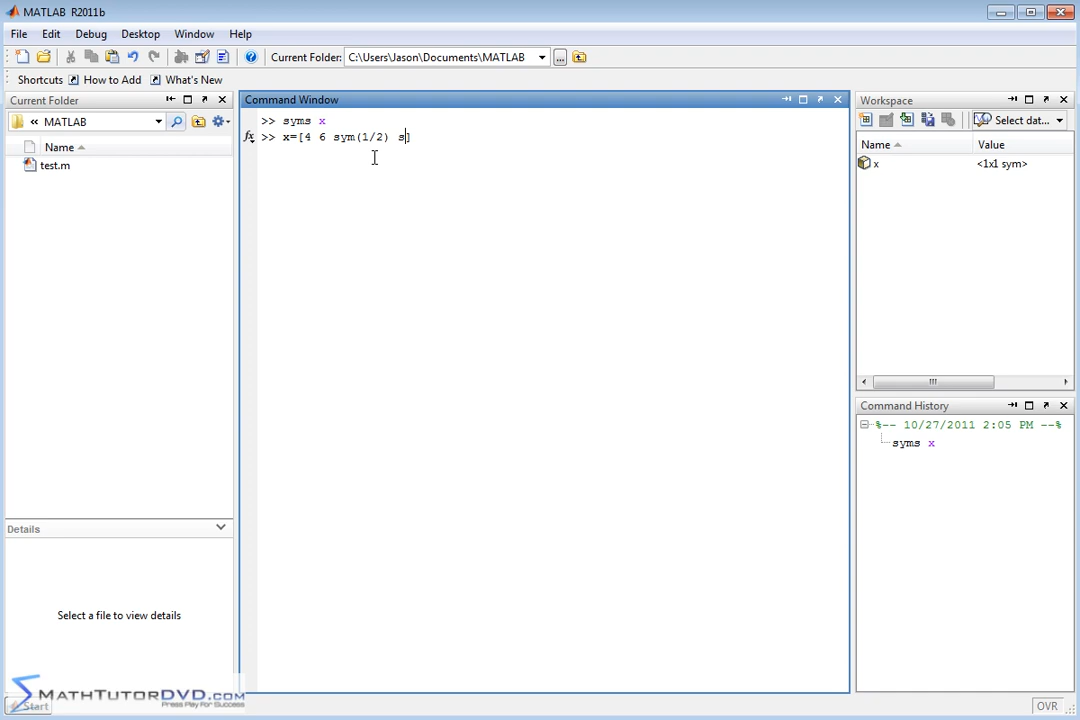 MATLAB R2011b
File Edit Debug Desktop Window Help
Current Folder: C:\Users\Jason\Documents\MATLAB ...
Shortcuts How to Add What's New
Current Folder
« MATLAB
Name
test.m
Details
Select a file to view details
Command Window
>> syms x
fx >> x=[4 6 sym(1/2) s]
Workspace
Select dat...
Name Value
x <1x1 sym>
Command History
%-- 10/27/2011 2:05 PM --%
syms x
MATHTUTORDVD.COM
Press Play For Success
Start
OVR